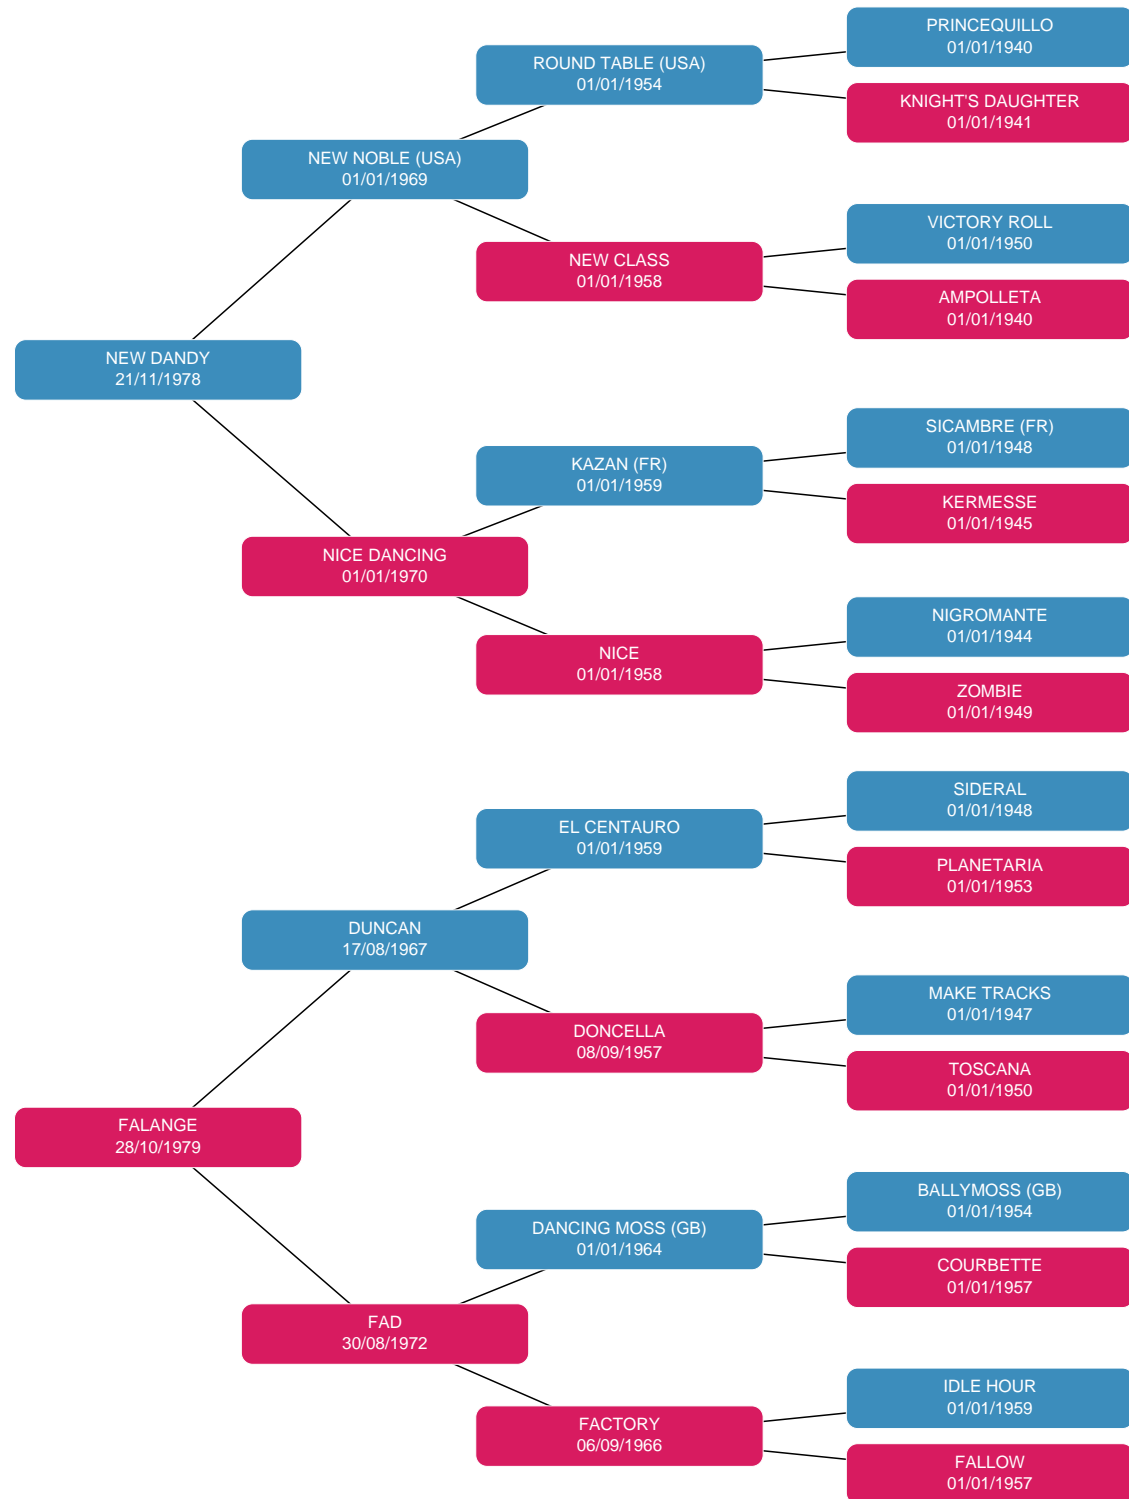 PRINCEQUILLO
01/01/1940
ROUND TABLE (USA)
01/01/1954
KNIGHT'S DAUGHTER
01/01/1941
NEW NOBLE (USA)
01/01/1969
VICTORY ROLL
01/01/1950
NEW CLASS
01/01/1958
AMPOLLETA
01/01/1940
NEW DANDY
21/11/1978
SICAMBRE (FR)
01/01/1948
KAZAN (FR)
01/01/1959
KERMESSE
01/01/1945
NICE DANCING
01/01/1970
NIGROMANTE
01/01/1944
NICE
01/01/1958
ZOMBIE
01/01/1949
SIDERAL
01/01/1948
EL CENTAURO
01/01/1959
PLANETARIA
01/01/1953
DUNCAN
17/08/1967
MAKE TRACKS
01/01/1947
DONCELLA
08/09/1957
TOSCANA
01/01/1950
FALANGE
28/10/1979
BALLYMOSS (GB)
01/01/1954
DANCING MOSS (GB)
01/01/1964
COURBETTE
01/01/1957
FAD
30/08/1972
IDLE HOUR
01/01/1959
FACTORY
06/09/1966
FALLOW
01/01/1957